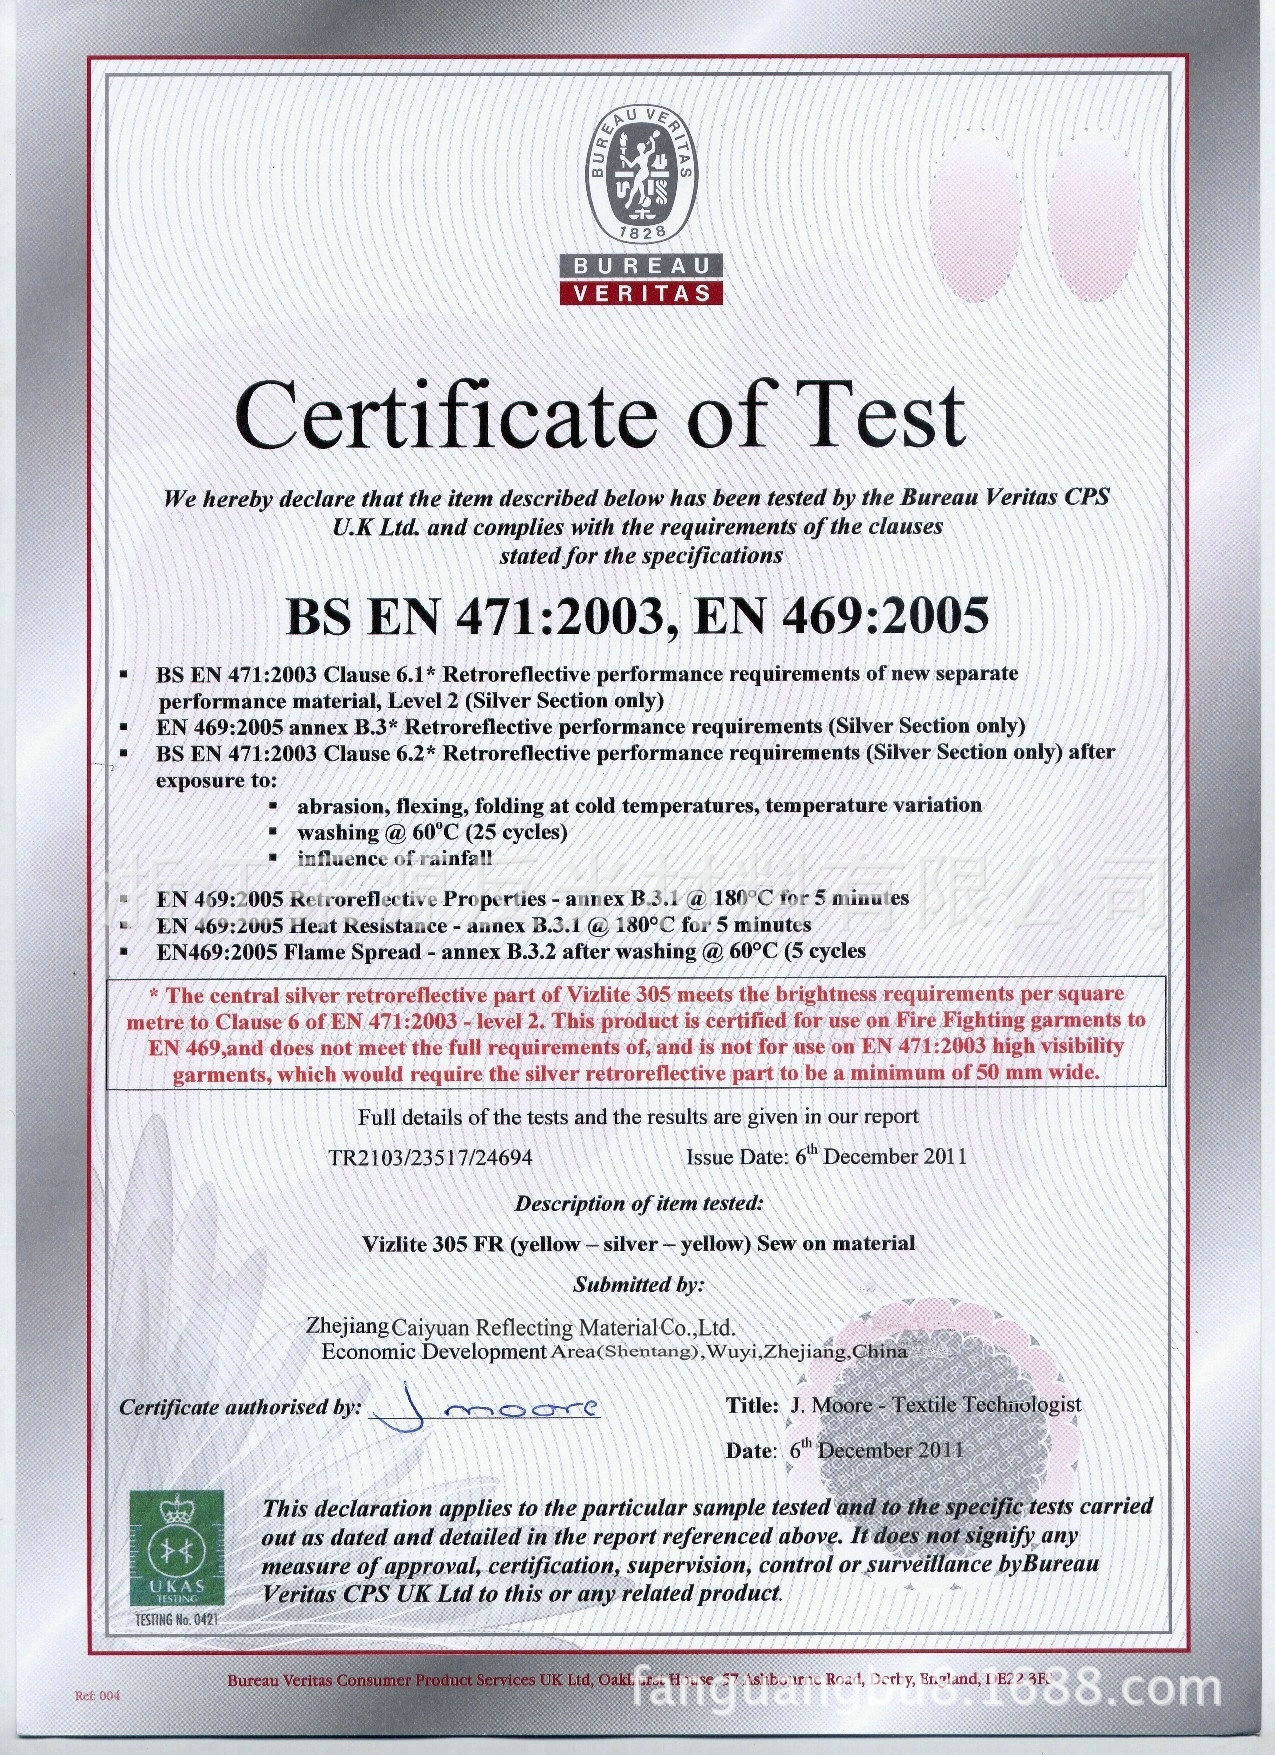 BUREAU VERITAS
1828
BUREAU
VERITAS
Certificate of Test
We hereby declare that the item described below has been tested by the Bureau Veritas CPS
U.K Ltd. and complies with the requirements of the clauses
stated for the specifications
BS EN 471:2003, EN 469:2005
▪ BS EN 471:2003 Clause 6.1* Retroreflective performance requirements of new separate
performance material, Level 2 (Silver Section only)
▪ EN 469:2005 annex B.3* Retroreflective performance requirements (Silver Section only)
▪ BS EN 471:2003 Clause 6.2* Retroreflective performance requirements (Silver Section only) after
exposure to:
▪ abrasion, flexing, folding at cold temperatures, temperature variation
▪ washing @ 60°C (25 cycles)
▪ influence of rainfall
▪ EN 469:2005 Retroreflective Properties - annex B.3.1 @ 180°C for 5 minutes
▪ EN 469:2005 Heat Resistance - annex B.3.1 @ 180°C for 5 minutes
▪ EN469:2005 Flame Spread - annex B.3.2 after washing @ 60°C (5 cycles
* The central silver retroreflective part of Vizlite 305 meets the brightness requirements per square
metre to Clause 6 of EN 471:2003 - level 2. This product is certified for use on Fire Fighting garments to
EN 469,and does not meet the full requirements of, and is not for use on EN 471:2003 high visibility
garments, which would require the silver retroreflective part to be a minimum of 50 mm wide.
Full details of the tests and the results are given in our report
TR2103/23517/24694 Issue Date: 6th December 2011
Description of item tested:
Vizlite 305 FR (yellow – silver – yellow) Sew on material
Submitted by:
Zhejiang Caiyuan Reflecting Material Co.,Ltd.
Economic Development Area(Shentang),Wuyi,Zhejiang,China
Certificate authorised by: J moore Title: J. Moore - Textile Technologist
Date: 6th December 2011
This declaration applies to the particular sample tested and to the specific tests carried
out as dated and detailed in the report referenced above. It does not signify any
measure of approval, certification, supervision, control or surveillance byBureau
Veritas CPS UK Ltd to this or any related product.
UKAS
TESTING
TESTING No. 0421
Bureau Veritas Consumer Product Services UK Ltd, Oakhurst House, 57 Ashbourne Road, Derby, England, DE22 3F
Ref: 004
fanguangbu8.1688.com